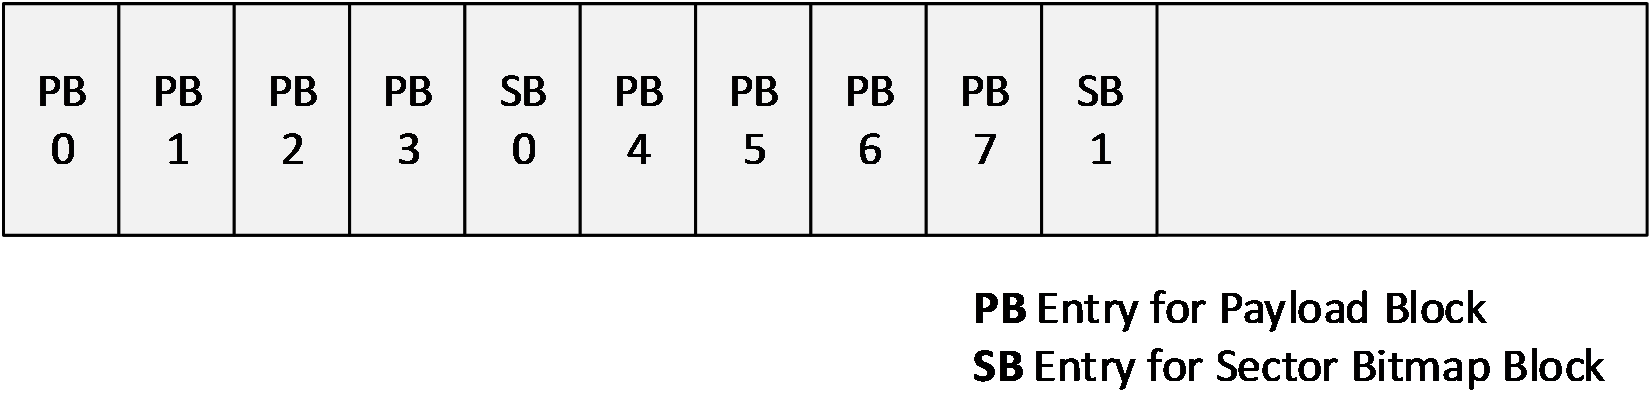 PB PB PB PB SB PB PB PB PB SB
0 1 2 3 0 4 5 6 7 1
PB Entry for Payload Block
SB Entry for Sector Bitmap Block